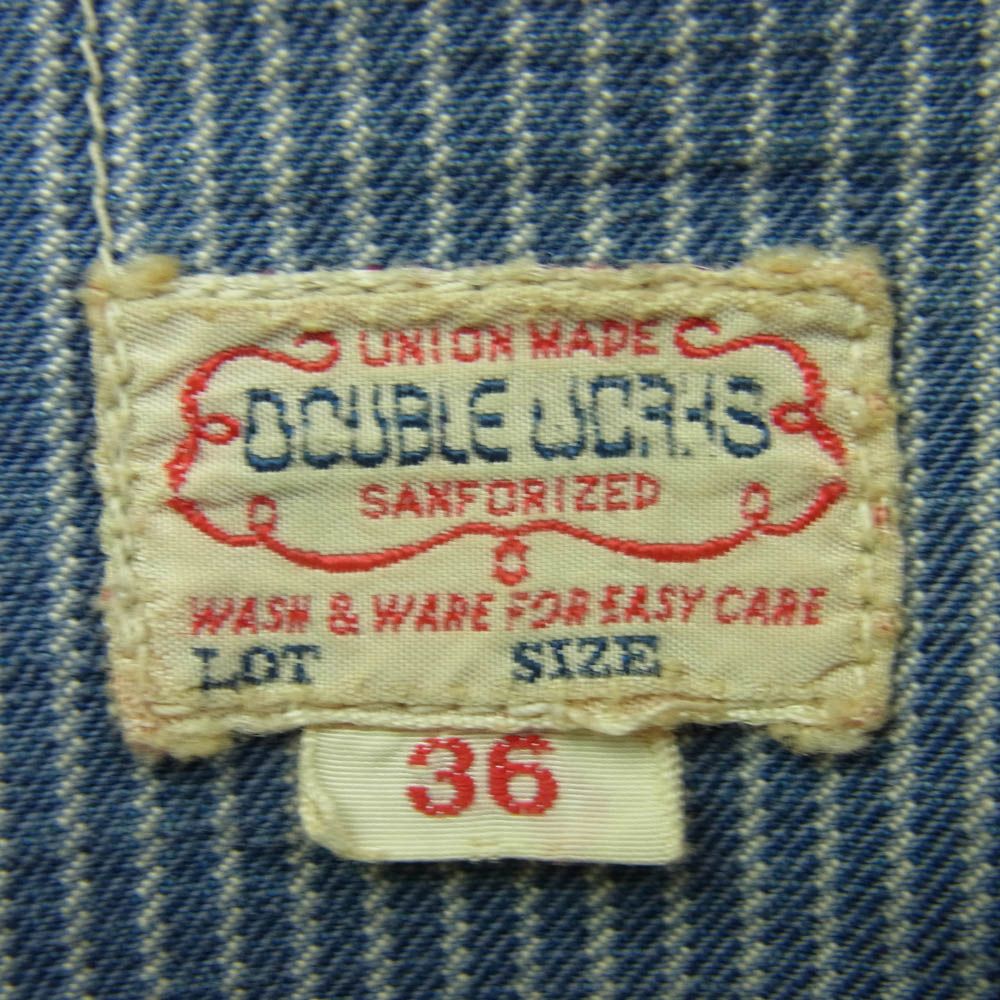 UNION MADE
DOUBLE WORKS
SANFORIZED
WASH & WARE FOR EASY CARE
LOT SIZE
36